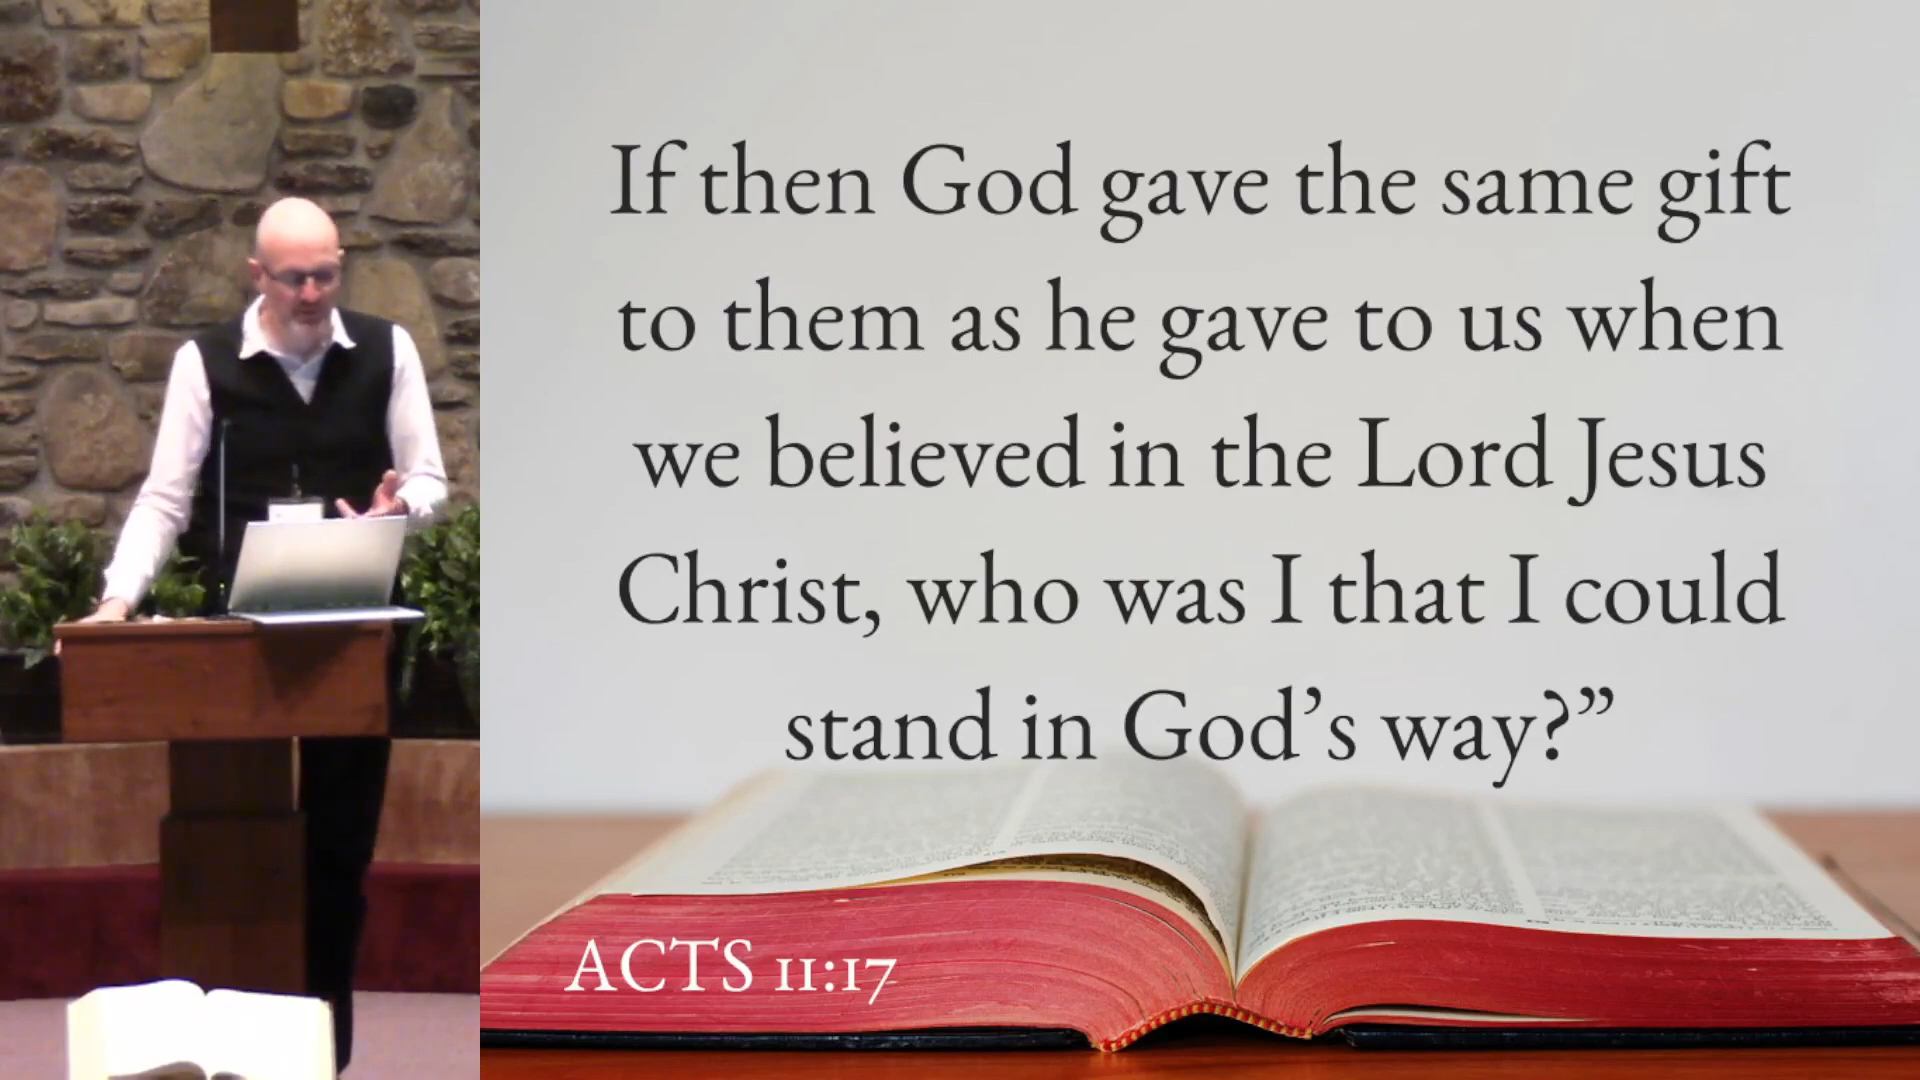 If then God gave the same gift
to them as he gave to us when
we believed in the Lord Jesus
Christ, who was I that I could
stand in God’s way?”
ACTS 11:17